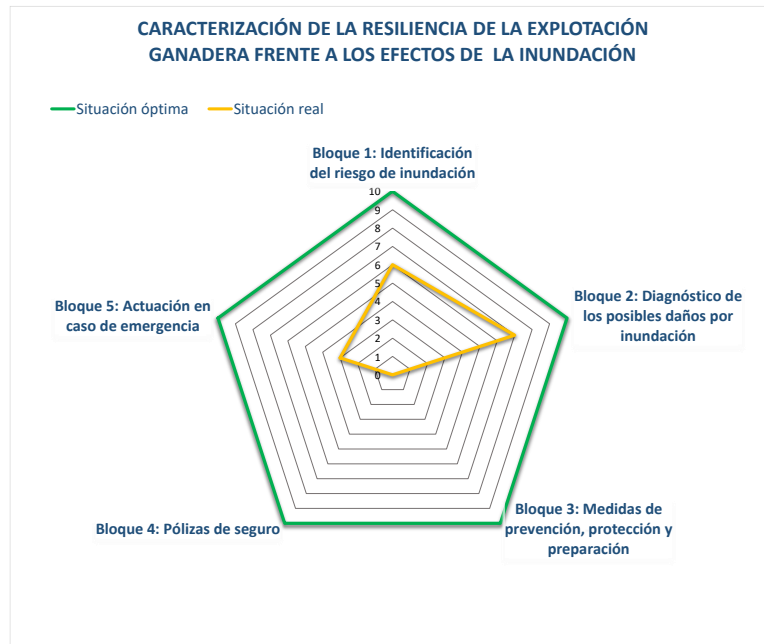 CARACTERIZACIÓN DE LA RESILIENCIA DE LA EXPLOTACIÓN
GANADERA FRENTE A LOS EFECTOS DE LA INUNDACIÓN
Situación óptima
Situación real
Bloque 1: Identificación
del riesgo de inundación
10
9
8
7
6
5
4
3
2
1
0
Bloque 2: Diagnóstico de
los posibles daños por
inundación
Bloque 3: Medidas de
prevención, protección y
preparación
Bloque 4: Pólizas de seguro
Bloque 5: Actuación en
caso de emergencia